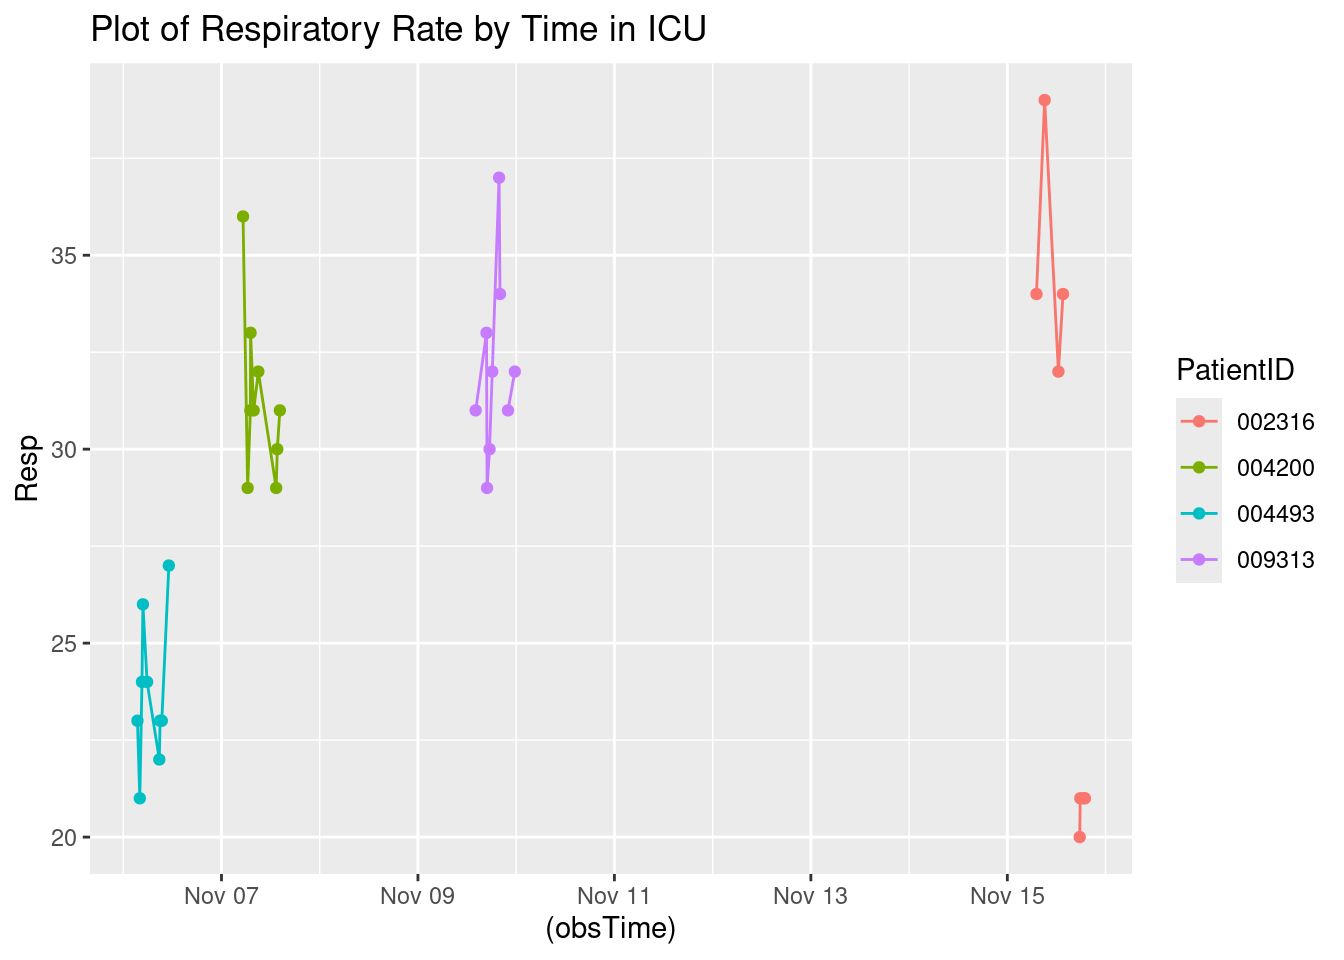 Plot of Respiratory Rate by Time in ICU
Resp
35
30
25
20
Nov 07 Nov 09 Nov 11 Nov 13 Nov 15
(obsTime)
PatientID
002316
004200
004493
009313